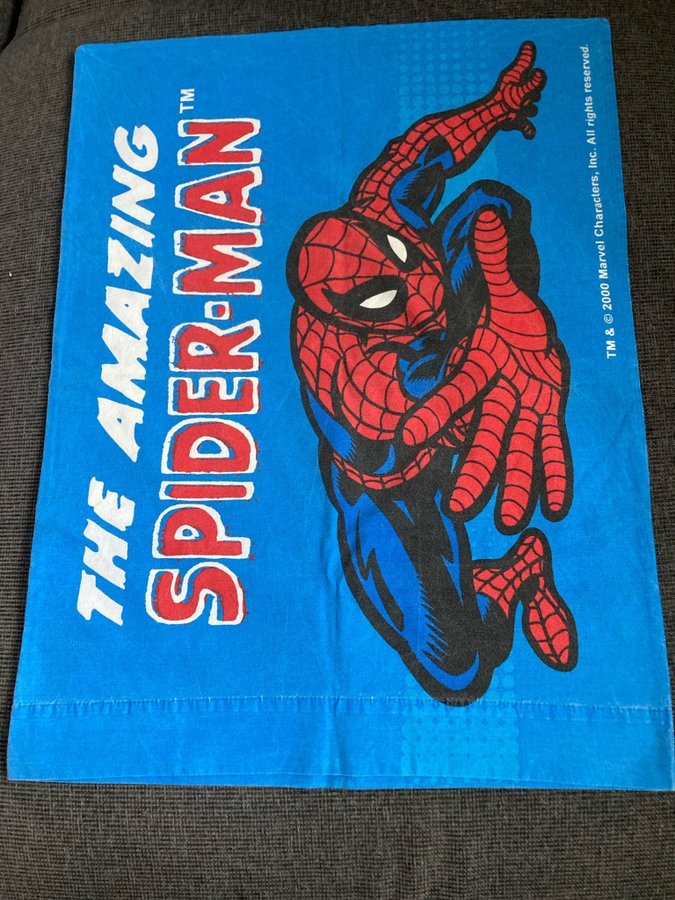 THE AMAZING
SPIDER-MAN™
TM & © 2000 Marvel Characters, Inc. All rights reserved.